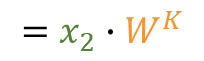 = x₂ · Wᴷ